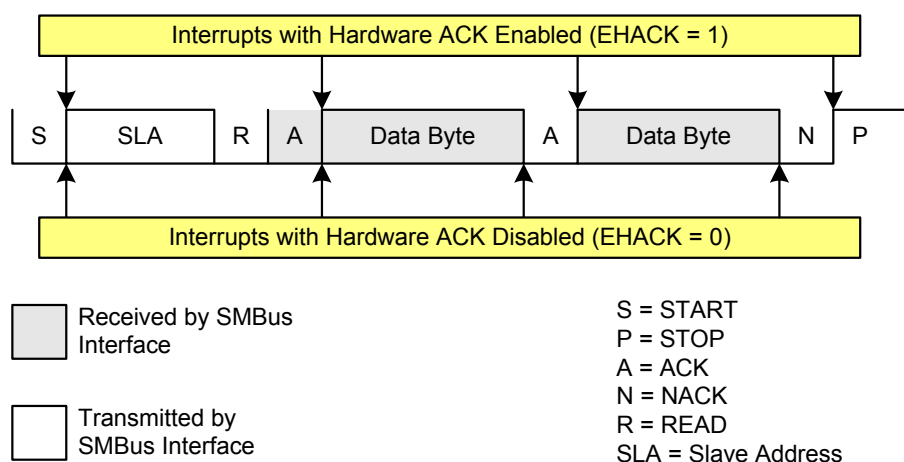 Interrupts with Hardware ACK Enabled (EHACK = 1)
S SLA R A Data Byte A Data Byte N P
Interrupts with Hardware ACK Disabled (EHACK = 0)
Received by SMBus
Interface
Transmitted by
SMBus Interface
S = START
P = STOP
A = ACK
N = NACK
R = READ
SLA = Slave Address